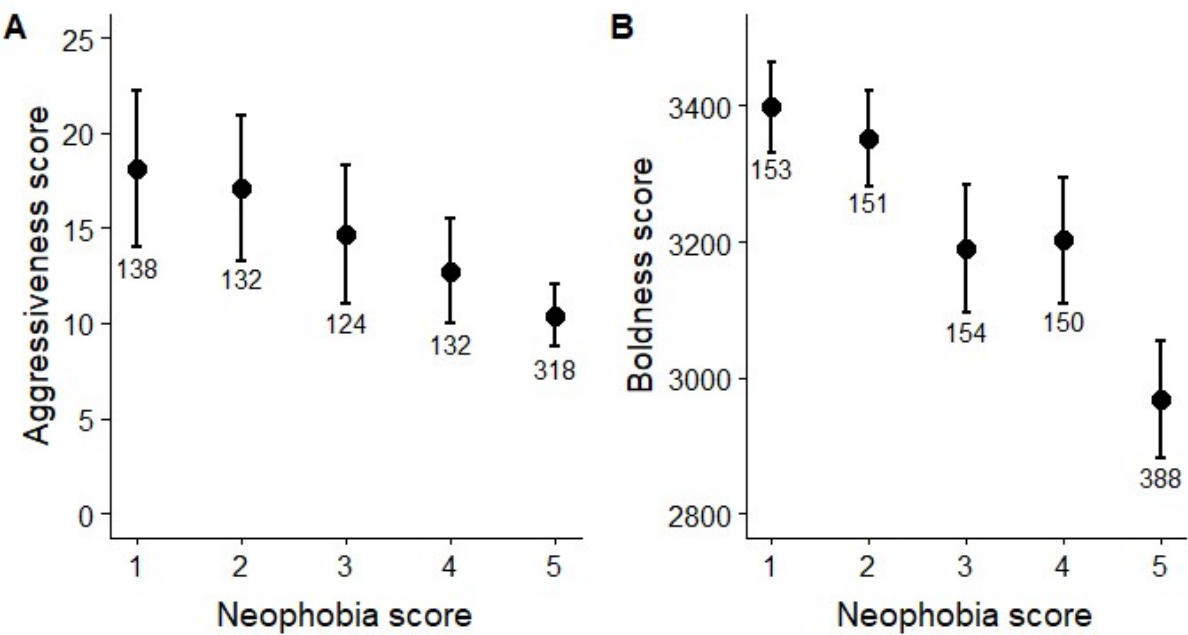 A
Aggressiveness score
25
20
15
10
5
0
138
132
124
132
318
1 2 3 4 5
Neophobia score
B
Boldness score
3400
3200
3000
2800
153
151
154
150
388
1 2 3 4 5
Neophobia score